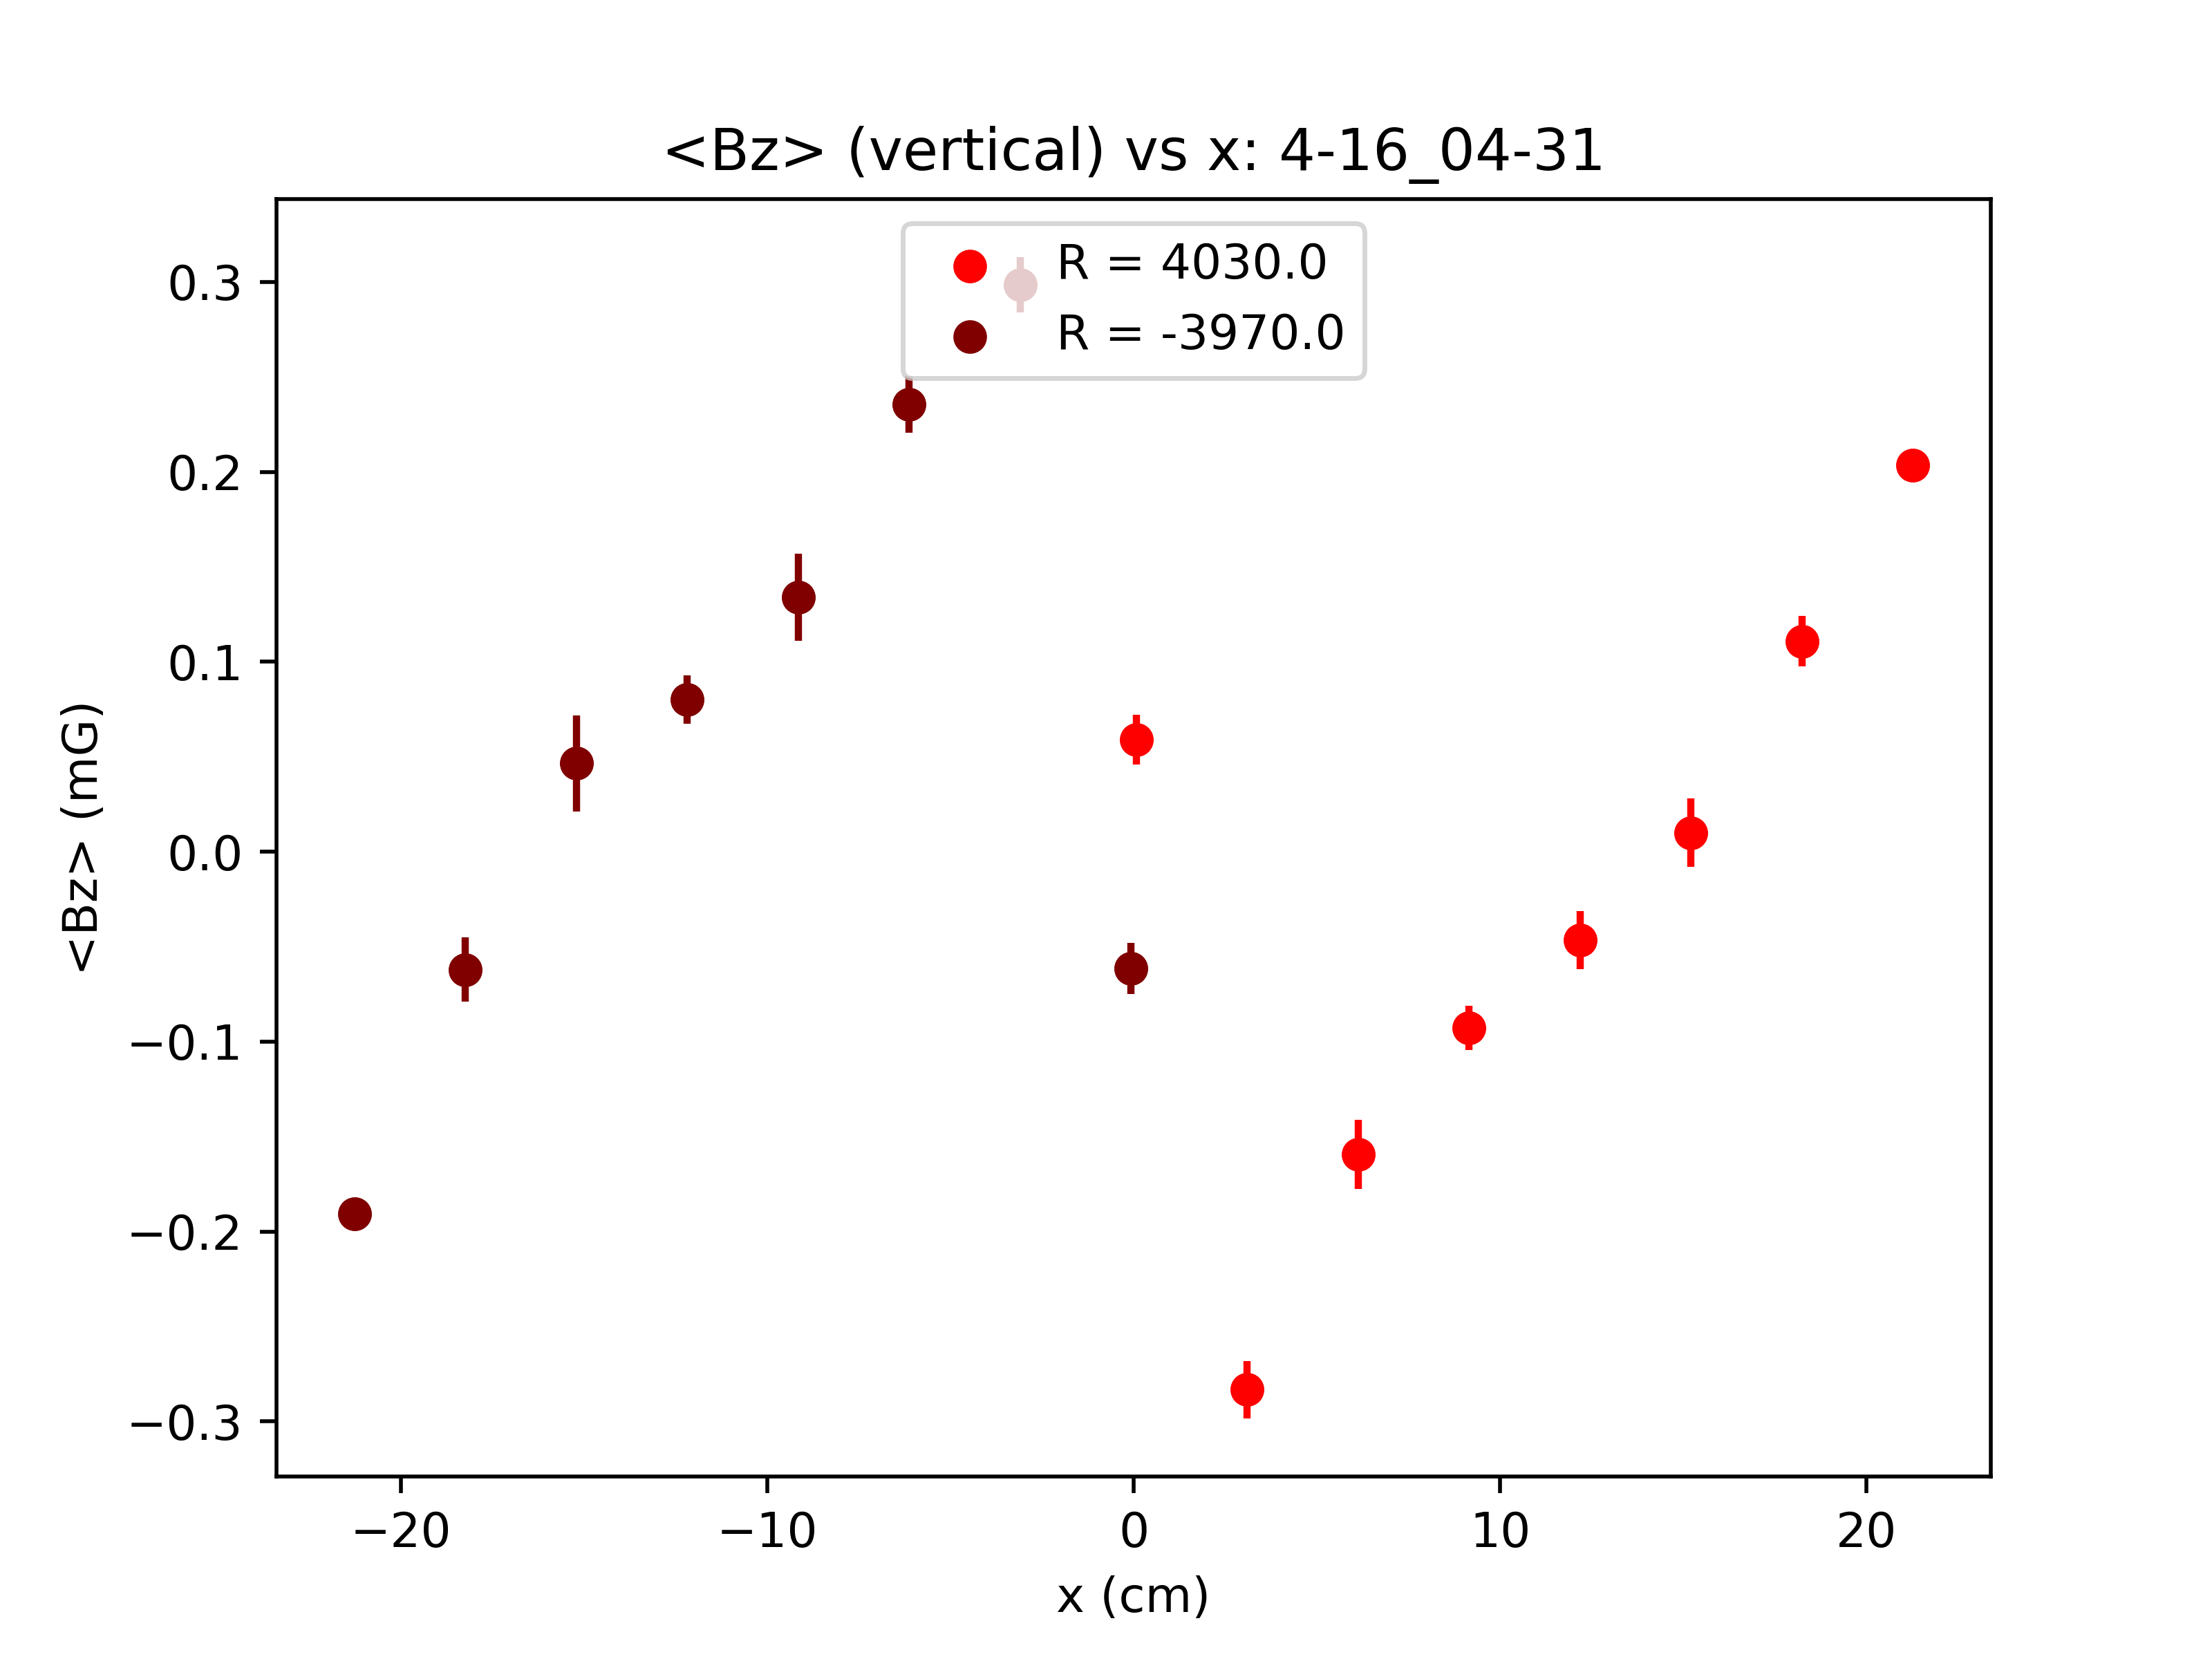 <Bz> (vertical) vs x: 4-16_04-31
R = 4030.0
R = -3970.0
0.3
0.2
0.1
0.0
−0.1
−0.2
−0.3
<Bz> (mG)
−20
−10
0
10
20
x (cm)